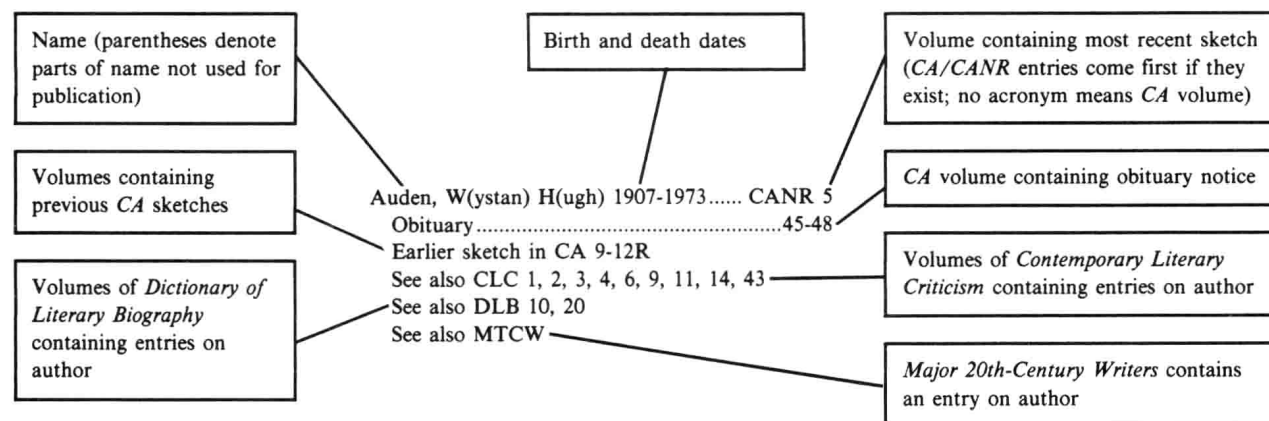 Name (parentheses denote
parts of name not used for
publication)
Birth and death dates
Volume containing most recent sketch
(CA/CANR entries come first if they
exist; no acronym means CA volume)
Volumes containing
previous CA sketches
CA volume containing obituary notice
Auden, W(ystan) H(ugh) 1907-1973...... CANR 5
Obituary..................................................45-48
Earlier sketch in CA 9-12R
See also CLC 1, 2, 3, 4, 6, 9, 11, 14, 43
See also DLB 10, 20
See also MTCW
Volumes of Dictionary of
Literary Biography
containing entries on
author
Volumes of Contemporary Literary
Criticism containing entries on author
Major 20th-Century Writers contains
an entry on author